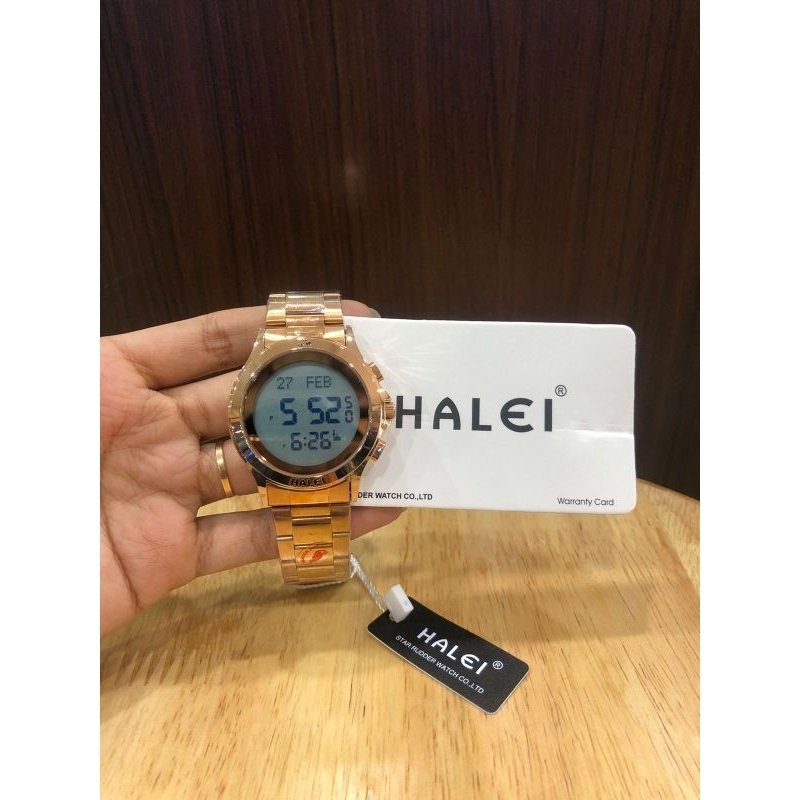 27 FEB
P 5 52 50
6:26
HALEI
HALEI®
DER WATCH CO.,LTD
Warranty Card
HALEI®
STAR RUDDER WATCH CO.,LTD